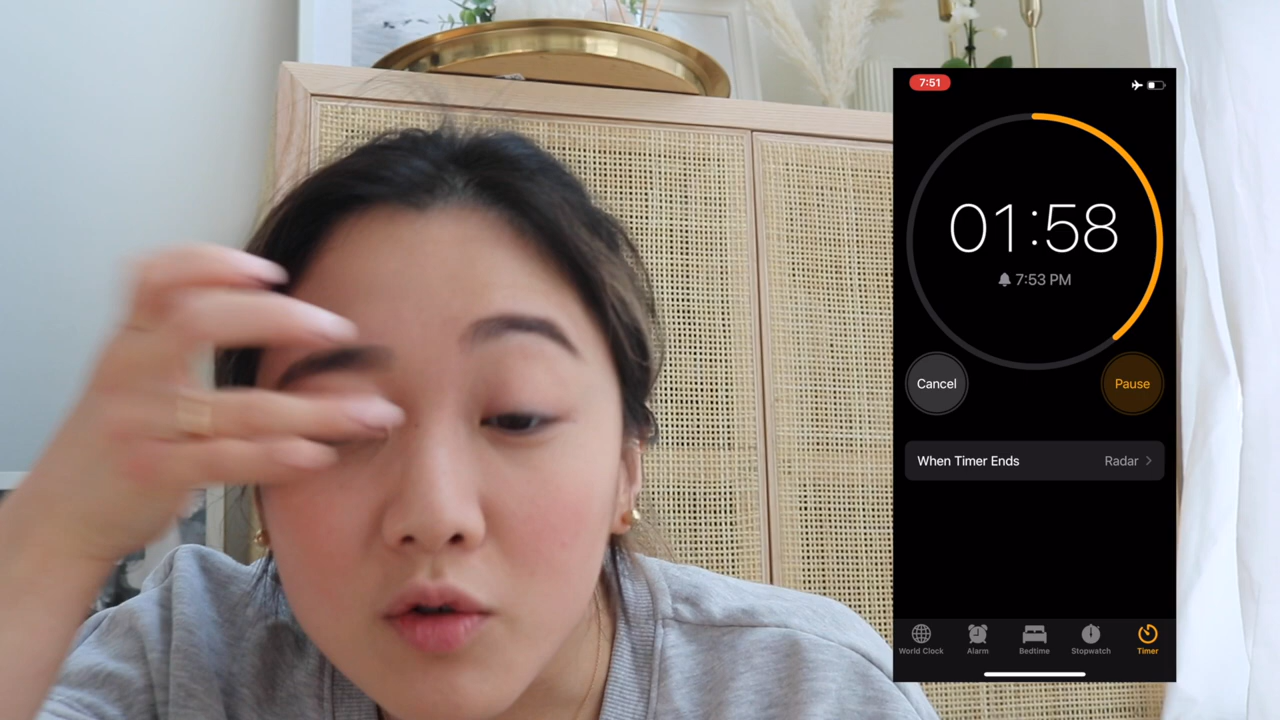 7:51
01:58
7:53 PM
Cancel
Pause
When Timer Ends
Radar
World Clock
Alarm
Bedtime
Stopwatch
Timer